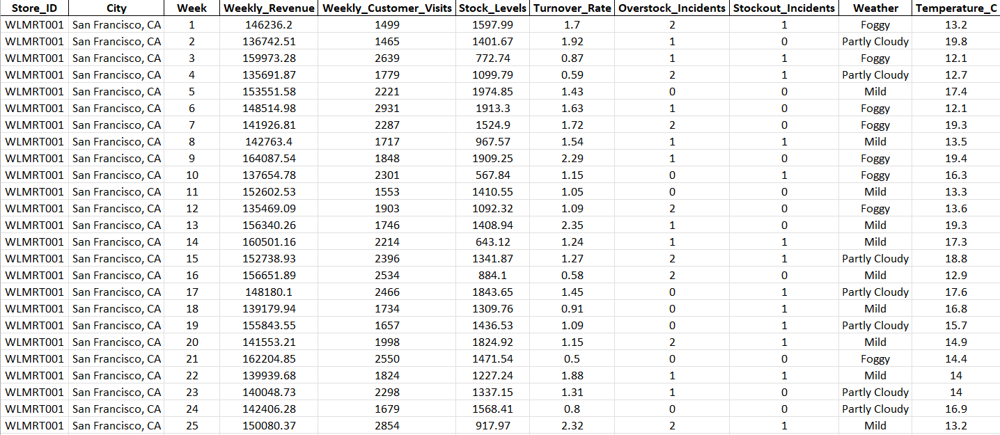 Store_ID City Week Weekly_Revenue Weekly_Customer_Visits Stock_Levels Turnover_Rate Overstock_Incidents Stockout_Incidents Weather Temperature_C
WLMRT001 San Francisco, CA 1 146236.2 1499 1597.99 1.7 2 1 Foggy 13.2
WLMRT001 San Francisco, CA 2 136742.51 1465 1401.67 1.92 1 0 Partly Cloudy 19.8
WLMRT001 San Francisco, CA 3 159973.28 2639 772.74 0.87 1 1 Foggy 12.1
WLMRT001 San Francisco, CA 4 135691.87 1779 1099.79 0.59 2 1 Partly Cloudy 12.7
WLMRT001 San Francisco, CA 5 153551.58 2221 1974.85 1.43 0 0 Mild 17.4
WLMRT001 San Francisco, CA 6 148514.98 2931 1913.3 1.63 1 0 Foggy 12.1
WLMRT001 San Francisco, CA 7 141926.81 2287 1524.9 1.72 2 0 Foggy 19.3
WLMRT001 San Francisco, CA 8 142763.4 1717 967.57 1.54 1 1 Mild 13.5
WLMRT001 San Francisco, CA 9 164087.54 1848 1909.25 2.29 1 0 Foggy 19.4
WLMRT001 San Francisco, CA 10 137654.78 2301 567.84 1.15 0 1 Foggy 16.3
WLMRT001 San Francisco, CA 11 152602.53 1553 1410.55 1.05 0 0 Mild 13.3
WLMRT001 San Francisco, CA 12 135469.09 1903 1092.32 1.09 2 0 Foggy 13.6
WLMRT001 San Francisco, CA 13 156340.26 1746 1408.94 2.35 1 0 Mild 19.3
WLMRT001 San Francisco, CA 14 160501.16 2214 643.12 1.24 1 1 Mild 17.3
WLMRT001 San Francisco, CA 15 152738.93 2396 1341.87 1.27 2 1 Partly Cloudy 18.8
WLMRT001 San Francisco, CA 16 156651.89 2534 884.1 0.58 2 0 Mild 12.9
WLMRT001 San Francisco, CA 17 148180.1 2466 1843.65 1.45 0 1 Partly Cloudy 17.6
WLMRT001 San Francisco, CA 18 139179.94 1734 1309.76 0.91 0 1 Mild 16.8
WLMRT001 San Francisco, CA 19 155843.55 1657 1436.53 1.09 0 1 Partly Cloudy 15.7
WLMRT001 San Francisco, CA 20 141553.21 1998 1824.92 1.15 2 1 Mild 14.9
WLMRT001 San Francisco, CA 21 162204.85 2550 1471.54 0.5 0 0 Foggy 14.4
WLMRT001 San Francisco, CA 22 139939.68 1824 1227.24 1.88 1 1 Mild 14
WLMRT001 San Francisco, CA 23 140048.73 2298 1337.15 1.31 1 0 Partly Cloudy 14
WLMRT001 San Francisco, CA 24 142406.28 1679 1568.41 0.8 0 0 Partly Cloudy 16.9
WLMRT001 San Francisco, CA 25 150080.37 2854 917.97 2.32 2 1 Mild 13.2